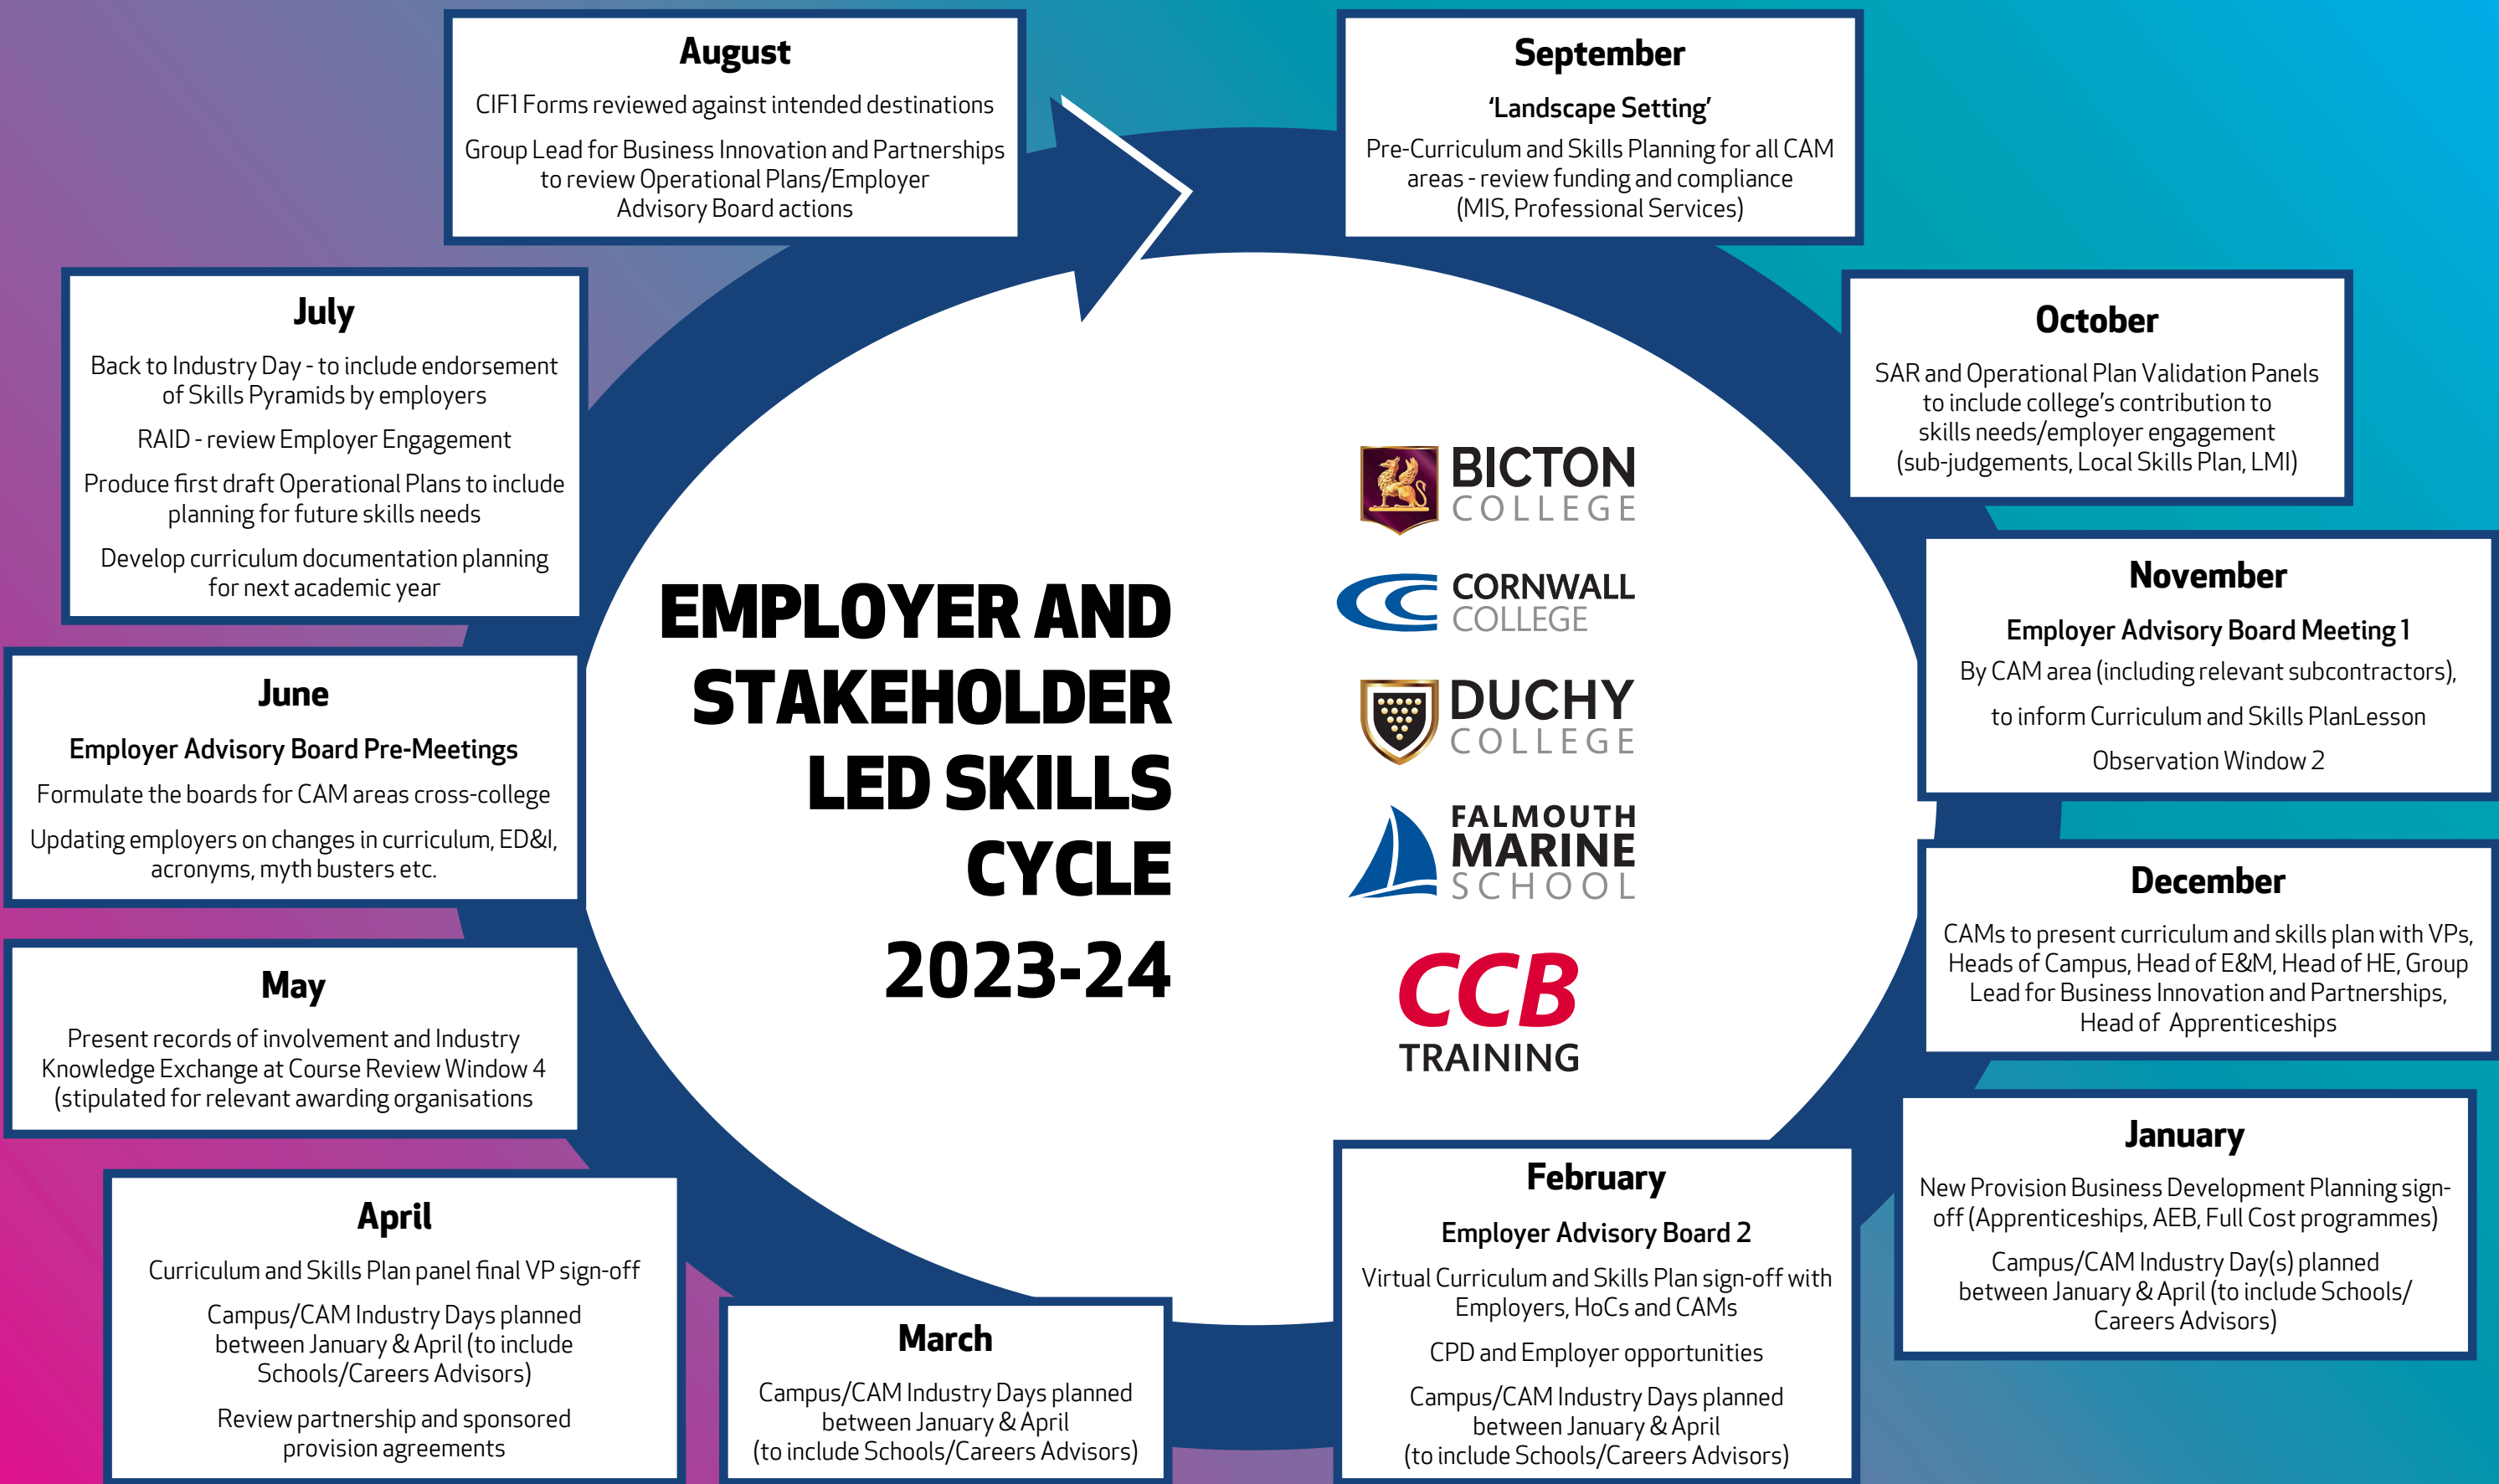 August
CIF1 Forms reviewed against intended destinations
Group Lead for Business Innovation and Partnerships
to review Operational Plans/Employer
Advisory Board actions
September
‘Landscape Setting’
Pre-Curriculum and Skills Planning for all CAM
areas - review funding and compliance
(MIS, Professional Services)
October
SAR and Operational Plan Validation Panels
to include college’s contribution to
skills needs/employer engagement
(sub-judgements, Local Skills Plan, LMI)
November
Employer Advisory Board Meeting 1
By CAM area (including relevant subcontractors),
to inform Curriculum and Skills PlanLesson
Observation Window 2
December
CAMs to present curriculum and skills plan with VPs,
Heads of Campus, Head of E&M, Head of HE, Group
Lead for Business Innovation and Partnerships,
Head of Apprenticeships
January
New Provision Business Development Planning sign-
off (Apprenticeships, AEB, Full Cost programmes)
Campus/CAM Industry Day(s) planned
between January & April (to include Schools/
Careers Advisors)
February
Employer Advisory Board 2
Virtual Curriculum and Skills Plan sign-off with
Employers, HoCs and CAMs
CPD and Employer opportunities
Campus/CAM Industry Days planned
between January & April
(to include Schools/Careers Advisors)
March
Campus/CAM Industry Days planned
between January & April
(to include Schools/Careers Advisors)
April
Curriculum and Skills Plan panel final VP sign-off
Campus/CAM Industry Days planned
between January & April (to include
Schools/Careers Advisors)
Review partnership and sponsored
provision agreements
May
Present records of involvement and Industry
Knowledge Exchange at Course Review Window 4
(stipulated for relevant awarding organisations
June
Employer Advisory Board Pre-Meetings
Formulate the boards for CAM areas cross-college
Updating employers on changes in curriculum, ED&I,
acronyms, myth busters etc.
July
Back to Industry Day - to include endorsement
of Skills Pyramids by employers
RAID - review Employer Engagement
Produce first draft Operational Plans to include
planning for future skills needs
Develop curriculum documentation planning
for next academic year
EMPLOYER AND
STAKEHOLDER
LED SKILLS
CYCLE
2023-24
BICTON
COLLEGE
CORNWALL
COLLEGE
DUCHY
COLLEGE
FALMOUTH
MARINE
SCHOOL
CCB
TRAINING